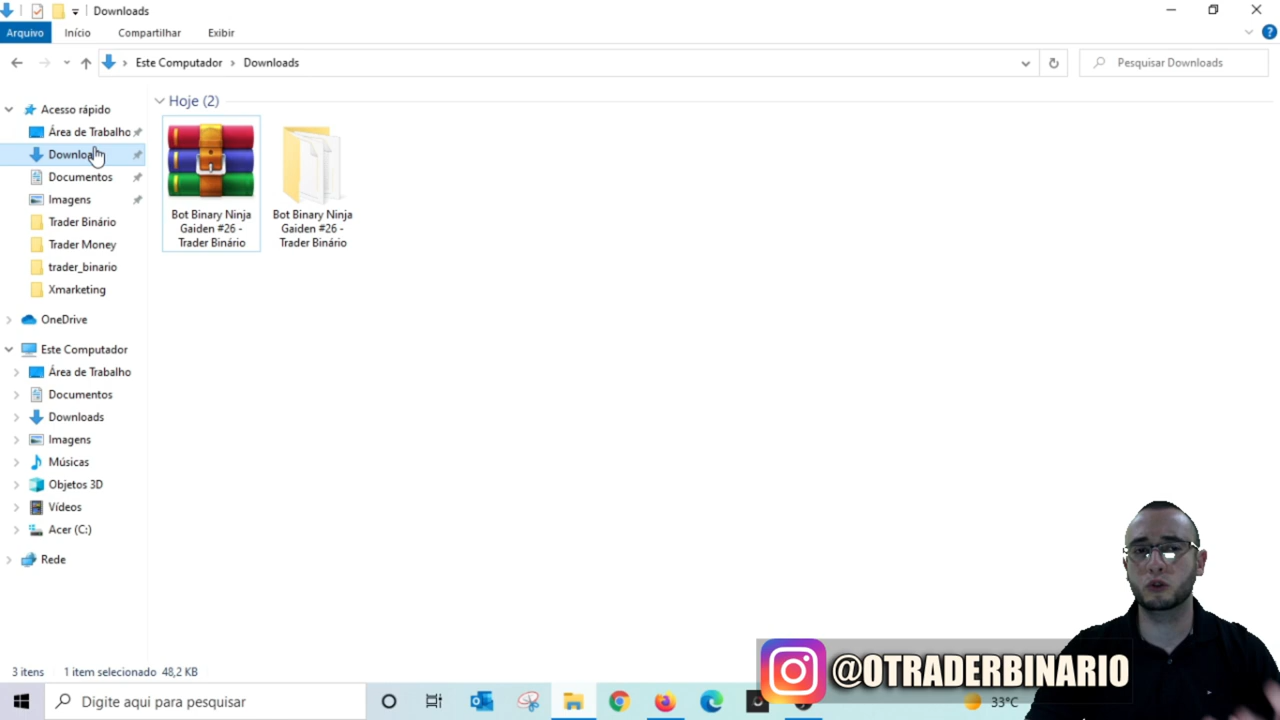 Downloads
Arquivo
Início
Compartilhar
Exibir
Este Computador
Downloads
Pesquisar Downloads
Acesso rápido
Área de Trabalho
Documentos
Imagens
Trader Binário
Trader Money
trader_binario
Xmarketing
OneDrive
Este Computador
Área de Trabalho
Documentos
Downloads
Imagens
Músicas
Objetos 3D
Vídeos
Acer (C:)
Rede
Hoje (2)
Bot Binary Ninja
Gaiden #26 -
Trader Binário
Bot Binary Ninja
Gaiden #26 -
Trader Binário
3 itens
1 item selecionado 48,2 KB
@OTRADERBINARIO
Digite aqui para pesquisar
33°C